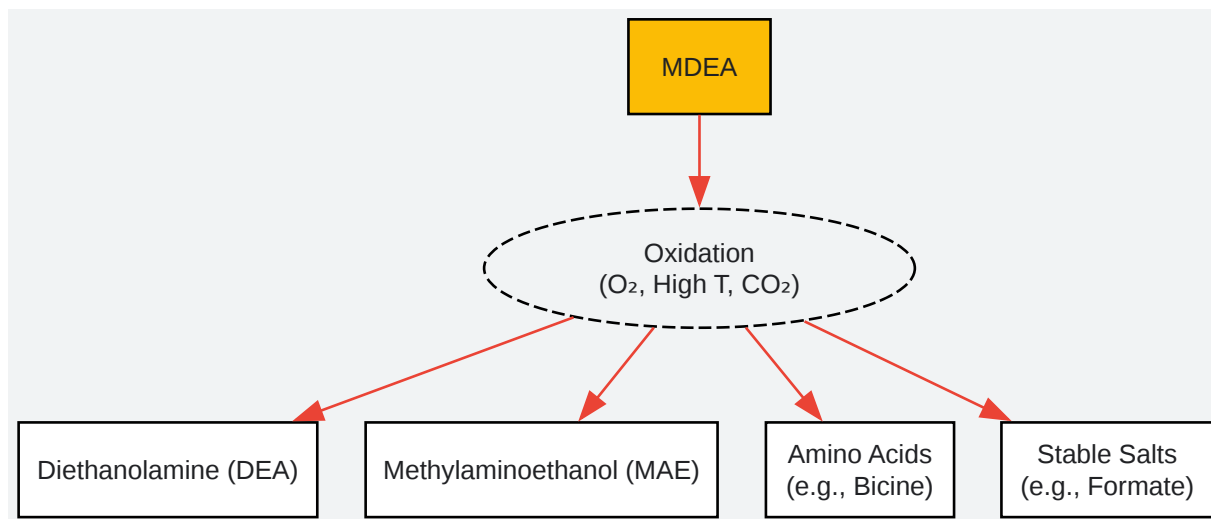 MDEA
Oxidation
(O₂, High T, CO₂)
Diethanolamine (DEA)
Methylaminoethanol (MAE)
Amino Acids
(e.g., Bicine)
Stable Salts
(e.g., Formate)